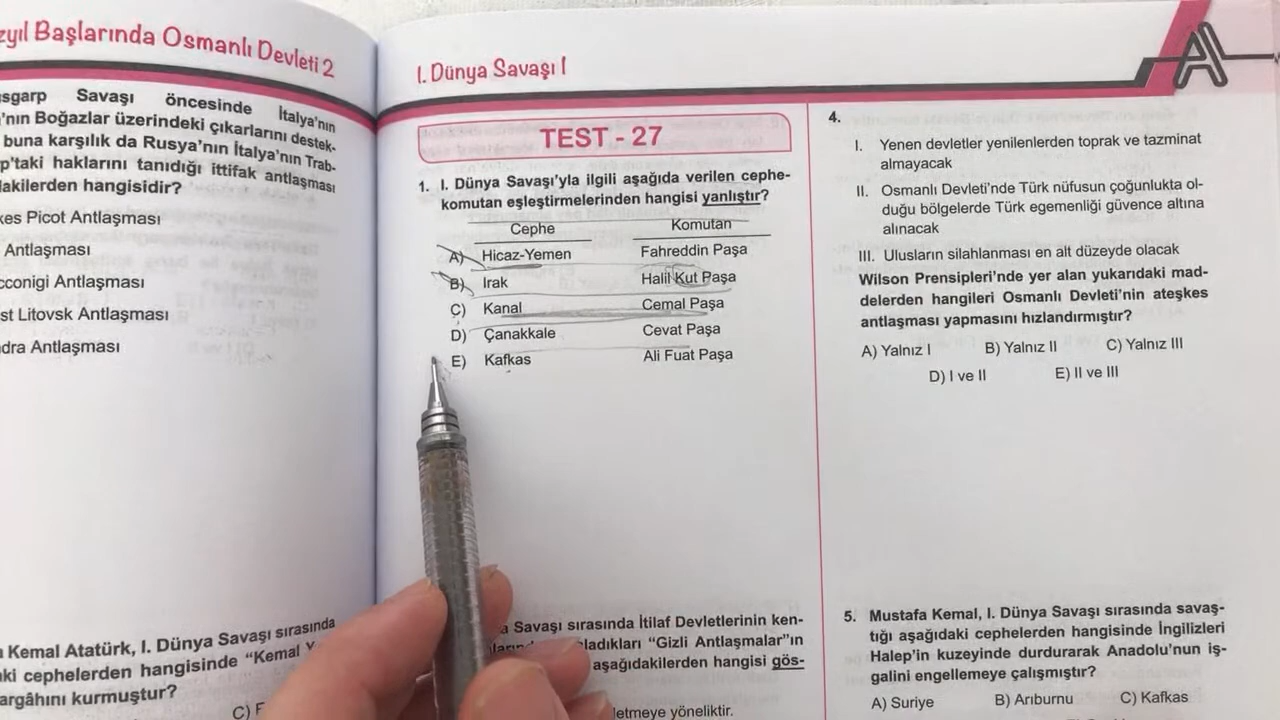 zyıl Başlarında Osmanlı Devleti 2
sgarp Savaşı öncesinde İtalya'nın
'nın Boğazlar üzerindeki çıkarlarını destek-
buna karşılık da Rusya'nın İtalya'nın Trab-
p'taki haklarını tanıdığı ittifak antlaşması
akilerden hangisidir?
kes Picot Antlaşması
Antlaşması
cconigi Antlaşması
st Litovsk Antlaşması
dra Antlaşması
Kemal Atatürk, I. Dünya Savaşı sırasında
ki cephelerden hangisinde "Kemal Y
argâhını kurmuştur?
C) F
I. Dünya Savaşı I
TEST - 27
1. I. Dünya Savaşı'yla ilgili aşağıda verilen cephe-
komutan eşleştirmelerinden hangisi yanlıştır?
Cephe Komutan
A) Hicaz-Yemen Fahreddin Paşa
B) Irak Halil Kut Paşa
C) Kanal Cemal Paşa
D) Çanakkale Cevat Paşa
E) Kafkas Ali Fuat Paşa
a Savaşı sırasında İtilaf Devletlerinin ken-
ladıkları "Gizli Antlaşmalar"ın
aşağıdakilerden hangisi gös-
letmeye yöneliktir.
4.
I. Yenen devletler yenilenlerden toprak ve tazminat
almayacak
II. Osmanlı Devleti'nde Türk nüfusun çoğunlukta ol-
duğu bölgelerde Türk egemenliği güvence altına
alınacak
III. Ulusların silahlanması en alt düzeyde olacak
Wilson Prensipleri'nde yer alan yukarıdaki mad-
delerden hangileri Osmanlı Devleti'nin ateşkes
antlaşması yapmasını hızlandırmıştır?
A) Yalnız I B) Yalnız II C) Yalnız III
D) I ve II E) II ve III
5. Mustafa Kemal, I. Dünya Savaşı sırasında savaş-
tığı aşağıdaki cephelerden hangisinde İngilizleri
Halep'in kuzeyinde durdurarak Anadolu'nun iş-
galini engellemeye çalışmıştır?
A) Suriye B) Arıburnu C) Kafkas